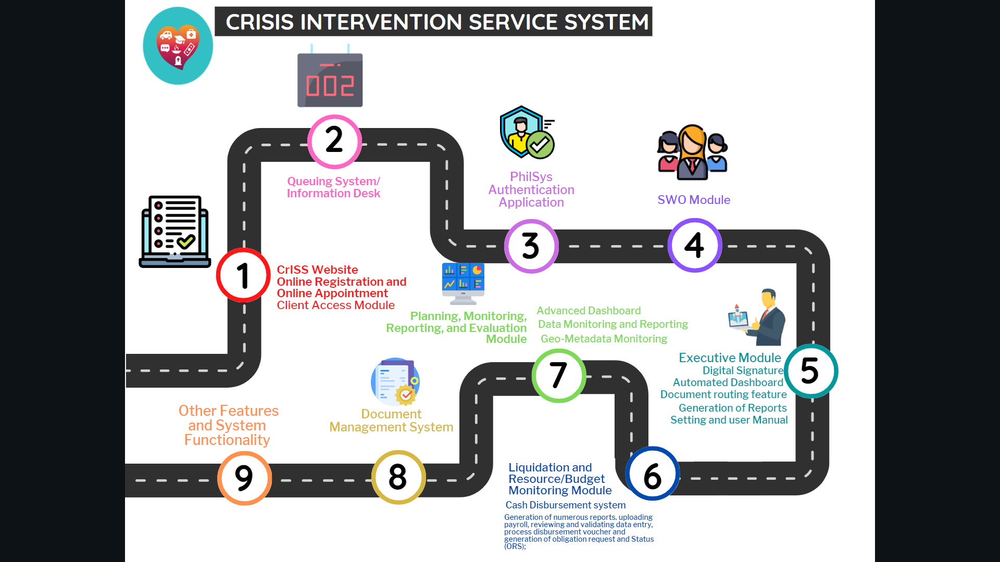 CRISIS INTERVENTION SERVICE SYSTEM
002
1
CrISS Website
Online Registration and
Online Appointment
Client Access Module
2
Queuing System/
Information Desk
PhilSys
Authentication
Application
3
SWO Module
4
Executive Module
Digital Signature
Automated Dashboard
Document routing feature
Generation of Reports
Setting and user Manual
5
6
Liquidation and
Resource/Budget
Monitoring Module
Cash Disbursement system
Generation of numerous reports. uploading
payroll, reviewing and validating data entry,
process disbursement voucher and
generation of obligation request and Status
(ORS);
Planning, Monitoring,
Reporting, and Evaluation
Module
Advanced Dashboard
Data Monitoring and Reporting
Geo-Metadata Monitoring
7
Document
Management System
8
Other Features
and System
Functionality
9